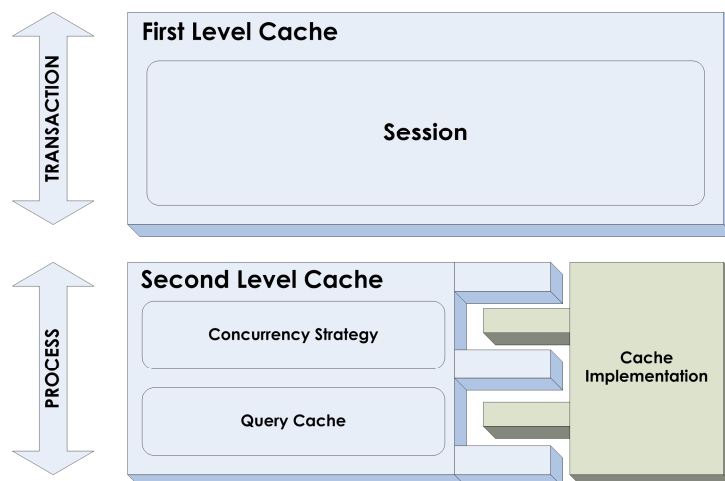 First Level Cache
TRANSACTION
Session
Second Level Cache
PROCESS
Concurrency Strategy
Query Cache
Cache
Implementation